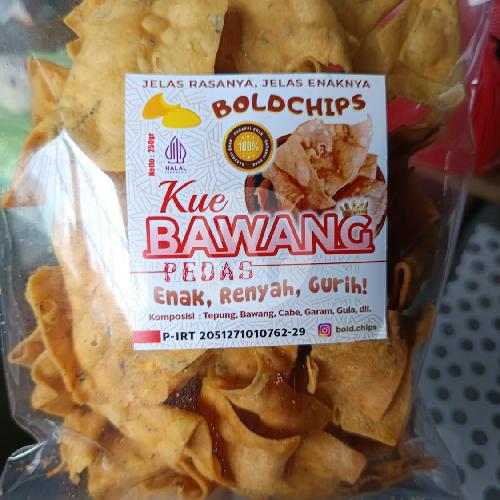 JELAS RASANYA, JELAS ENAKNYA
BOLDCHIPS
100%
HALAL
Netto : 250gr
Kue
BAWANG
PEDAS
Enak, Renyah, Gurih!
Komposisi : Tepung, Bawang, Cabe, Garam, Gula, dll.
P-IRT 2051271010762-29
bold.chips